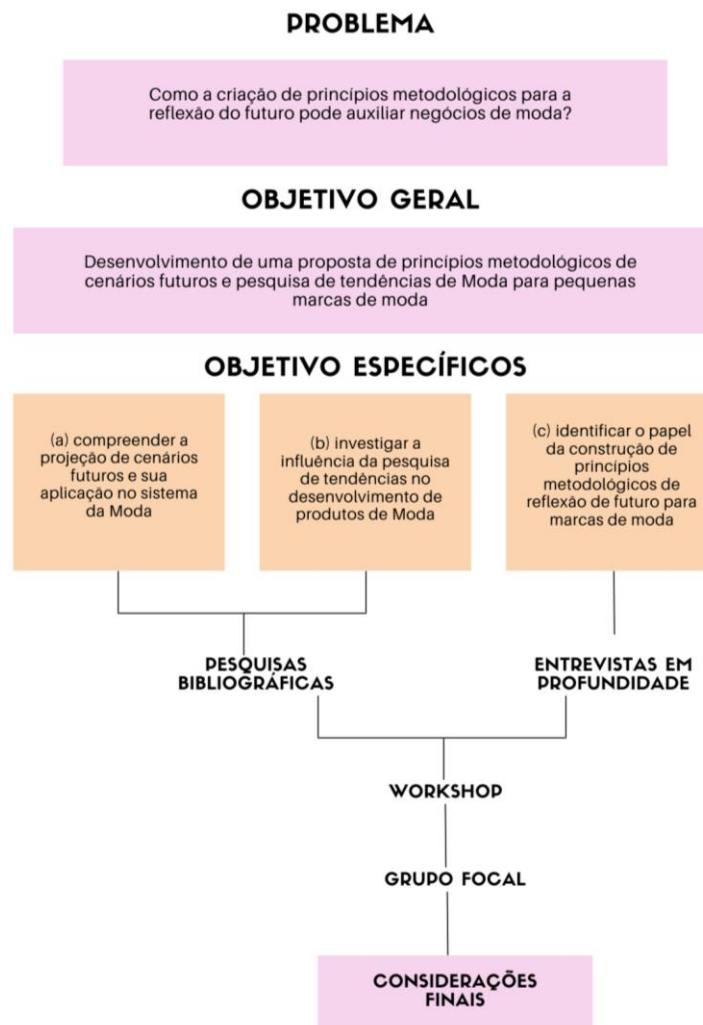 PROBLEMA
Como a criação de princípios metodológicos para a
reflexão do futuro pode auxiliar negócios de moda?
OBJETIVO GERAL
Desenvolvimento de uma proposta de princípios metodológicos de
cenários futuros e pesquisa de tendências de Moda para pequenas
marcas de moda
OBJETIVO ESPECÍFICOS
(a) compreender a
projeção de cenários
futuros e sua
aplicação no sistema
da Moda
(b) investigar a
influência da pesquisa
de tendências no
desenvolvimento de
produtos de Moda
(c) identificar o papel
da construção de
princípios
metodológicos de
reflexão de futuro para
marcas de moda
PESQUISAS
BIBLIOGRÁFICAS
ENTREVISTAS EM
PROFUNDIDADE
WORKSHOP
GRUPO FOCAL
CONSIDERAÇÕES
FINAIS